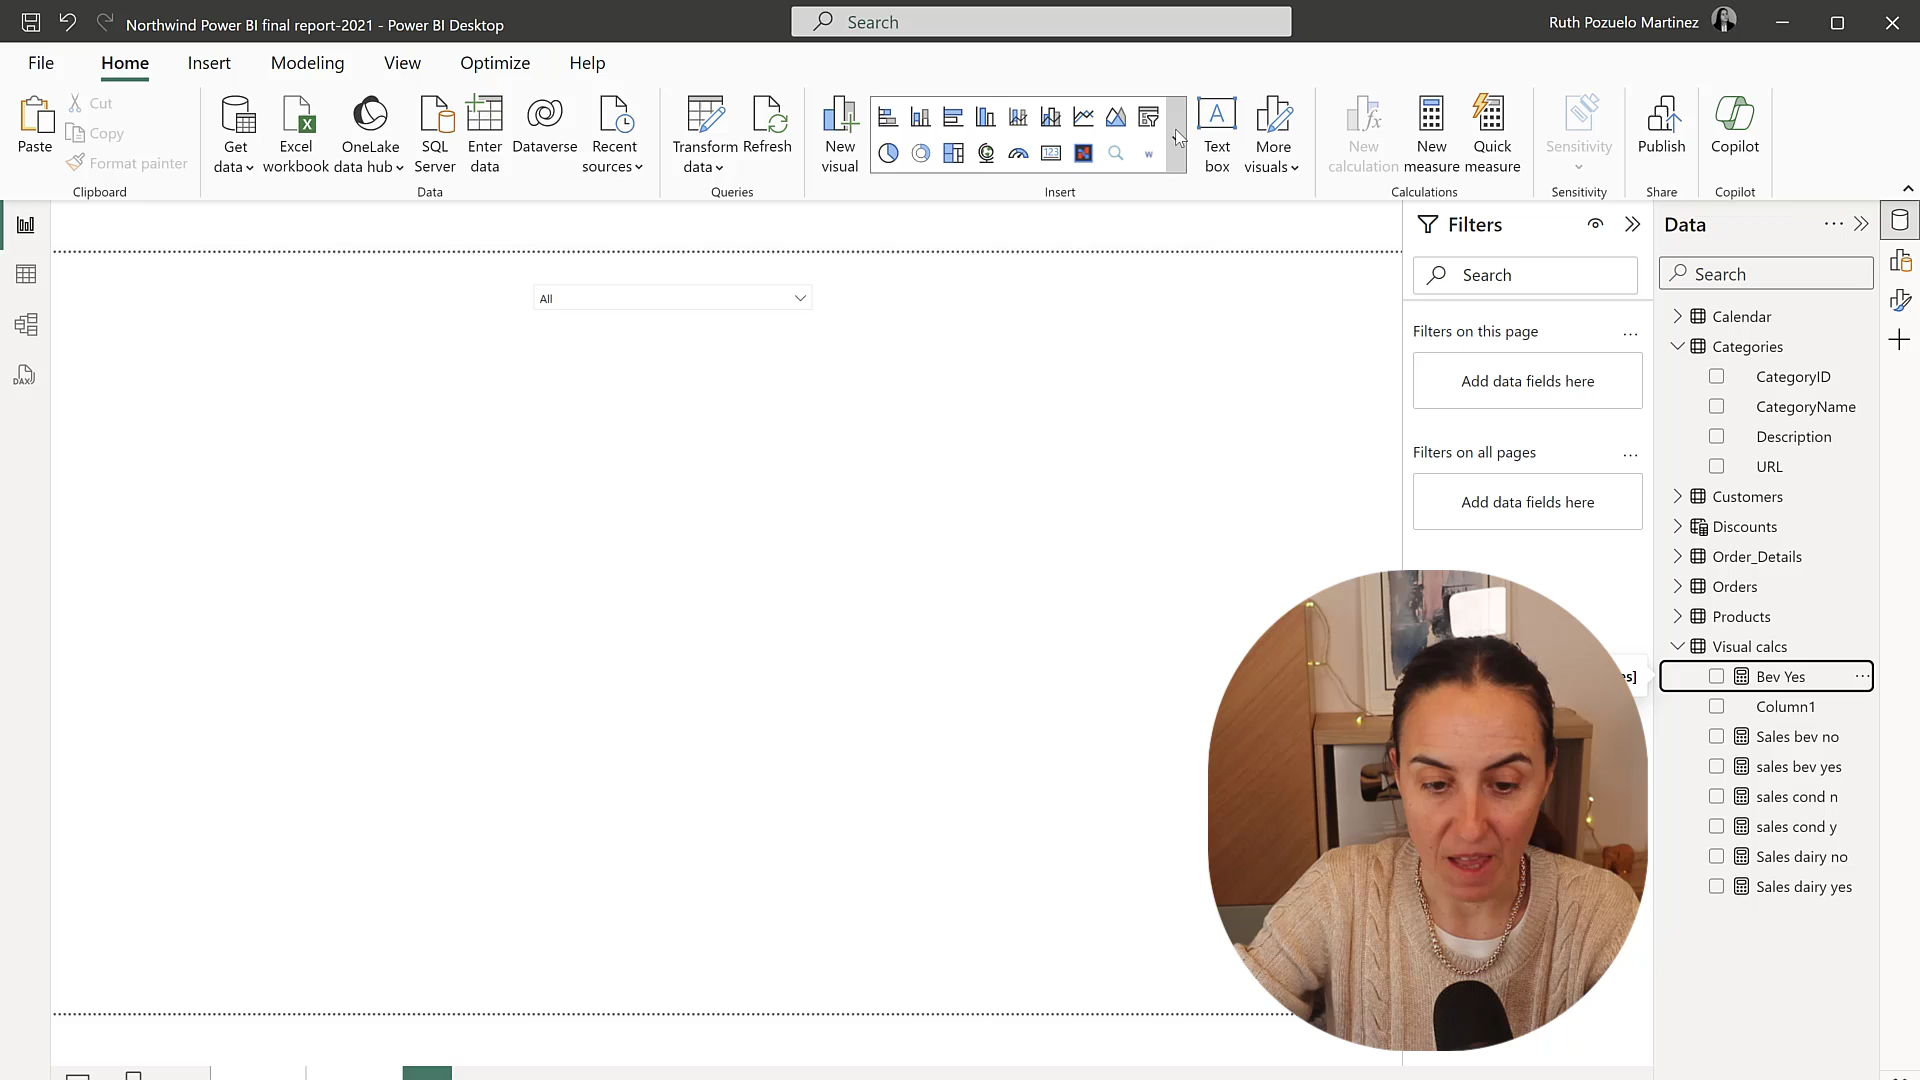 Northwind Power BI final report-2021 - Power BI Desktop
Search
Ruth Pozuelo Martinez
File
Home
Insert
Modeling
View
Optimize
Help
Paste
Cut
Copy
Format painter
Clipboard
Get data
Excel workbook
OneLake data hub
SQL Server
Enter data
Dataverse
Recent sources
Data
Transform data
Refresh
Queries
New visual
123
Insert
A
Text box
More visuals
New calculation
New measure
Quick measure
Calculations
Sensitivity
Sensitivity
Publish
Share
Copilot
Copilot
DAX
All
Filters
Search
Filters on this page
...
Add data fields here
Filters on all pages
...
Add data fields here
es]
Data
...
Search
Calendar
Categories
CategoryID
CategoryName
Description
URL
Customers
Discounts
Order_Details
Orders
Products
Visual calcs
Bev Yes
...
Column1
Sales bev no
sales bev yes
sales cond n
sales cond y
Sales dairy no
Sales dairy yes